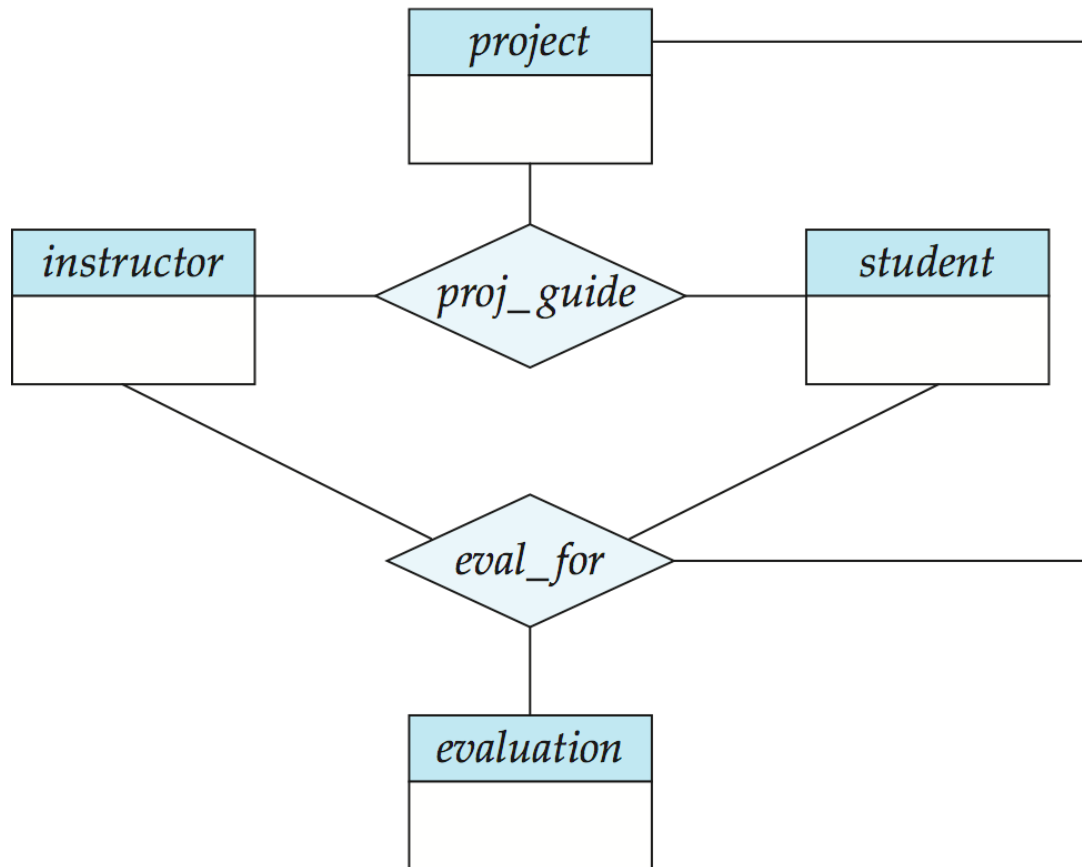 project
instructor
proj_guide
student
eval_for
evaluation